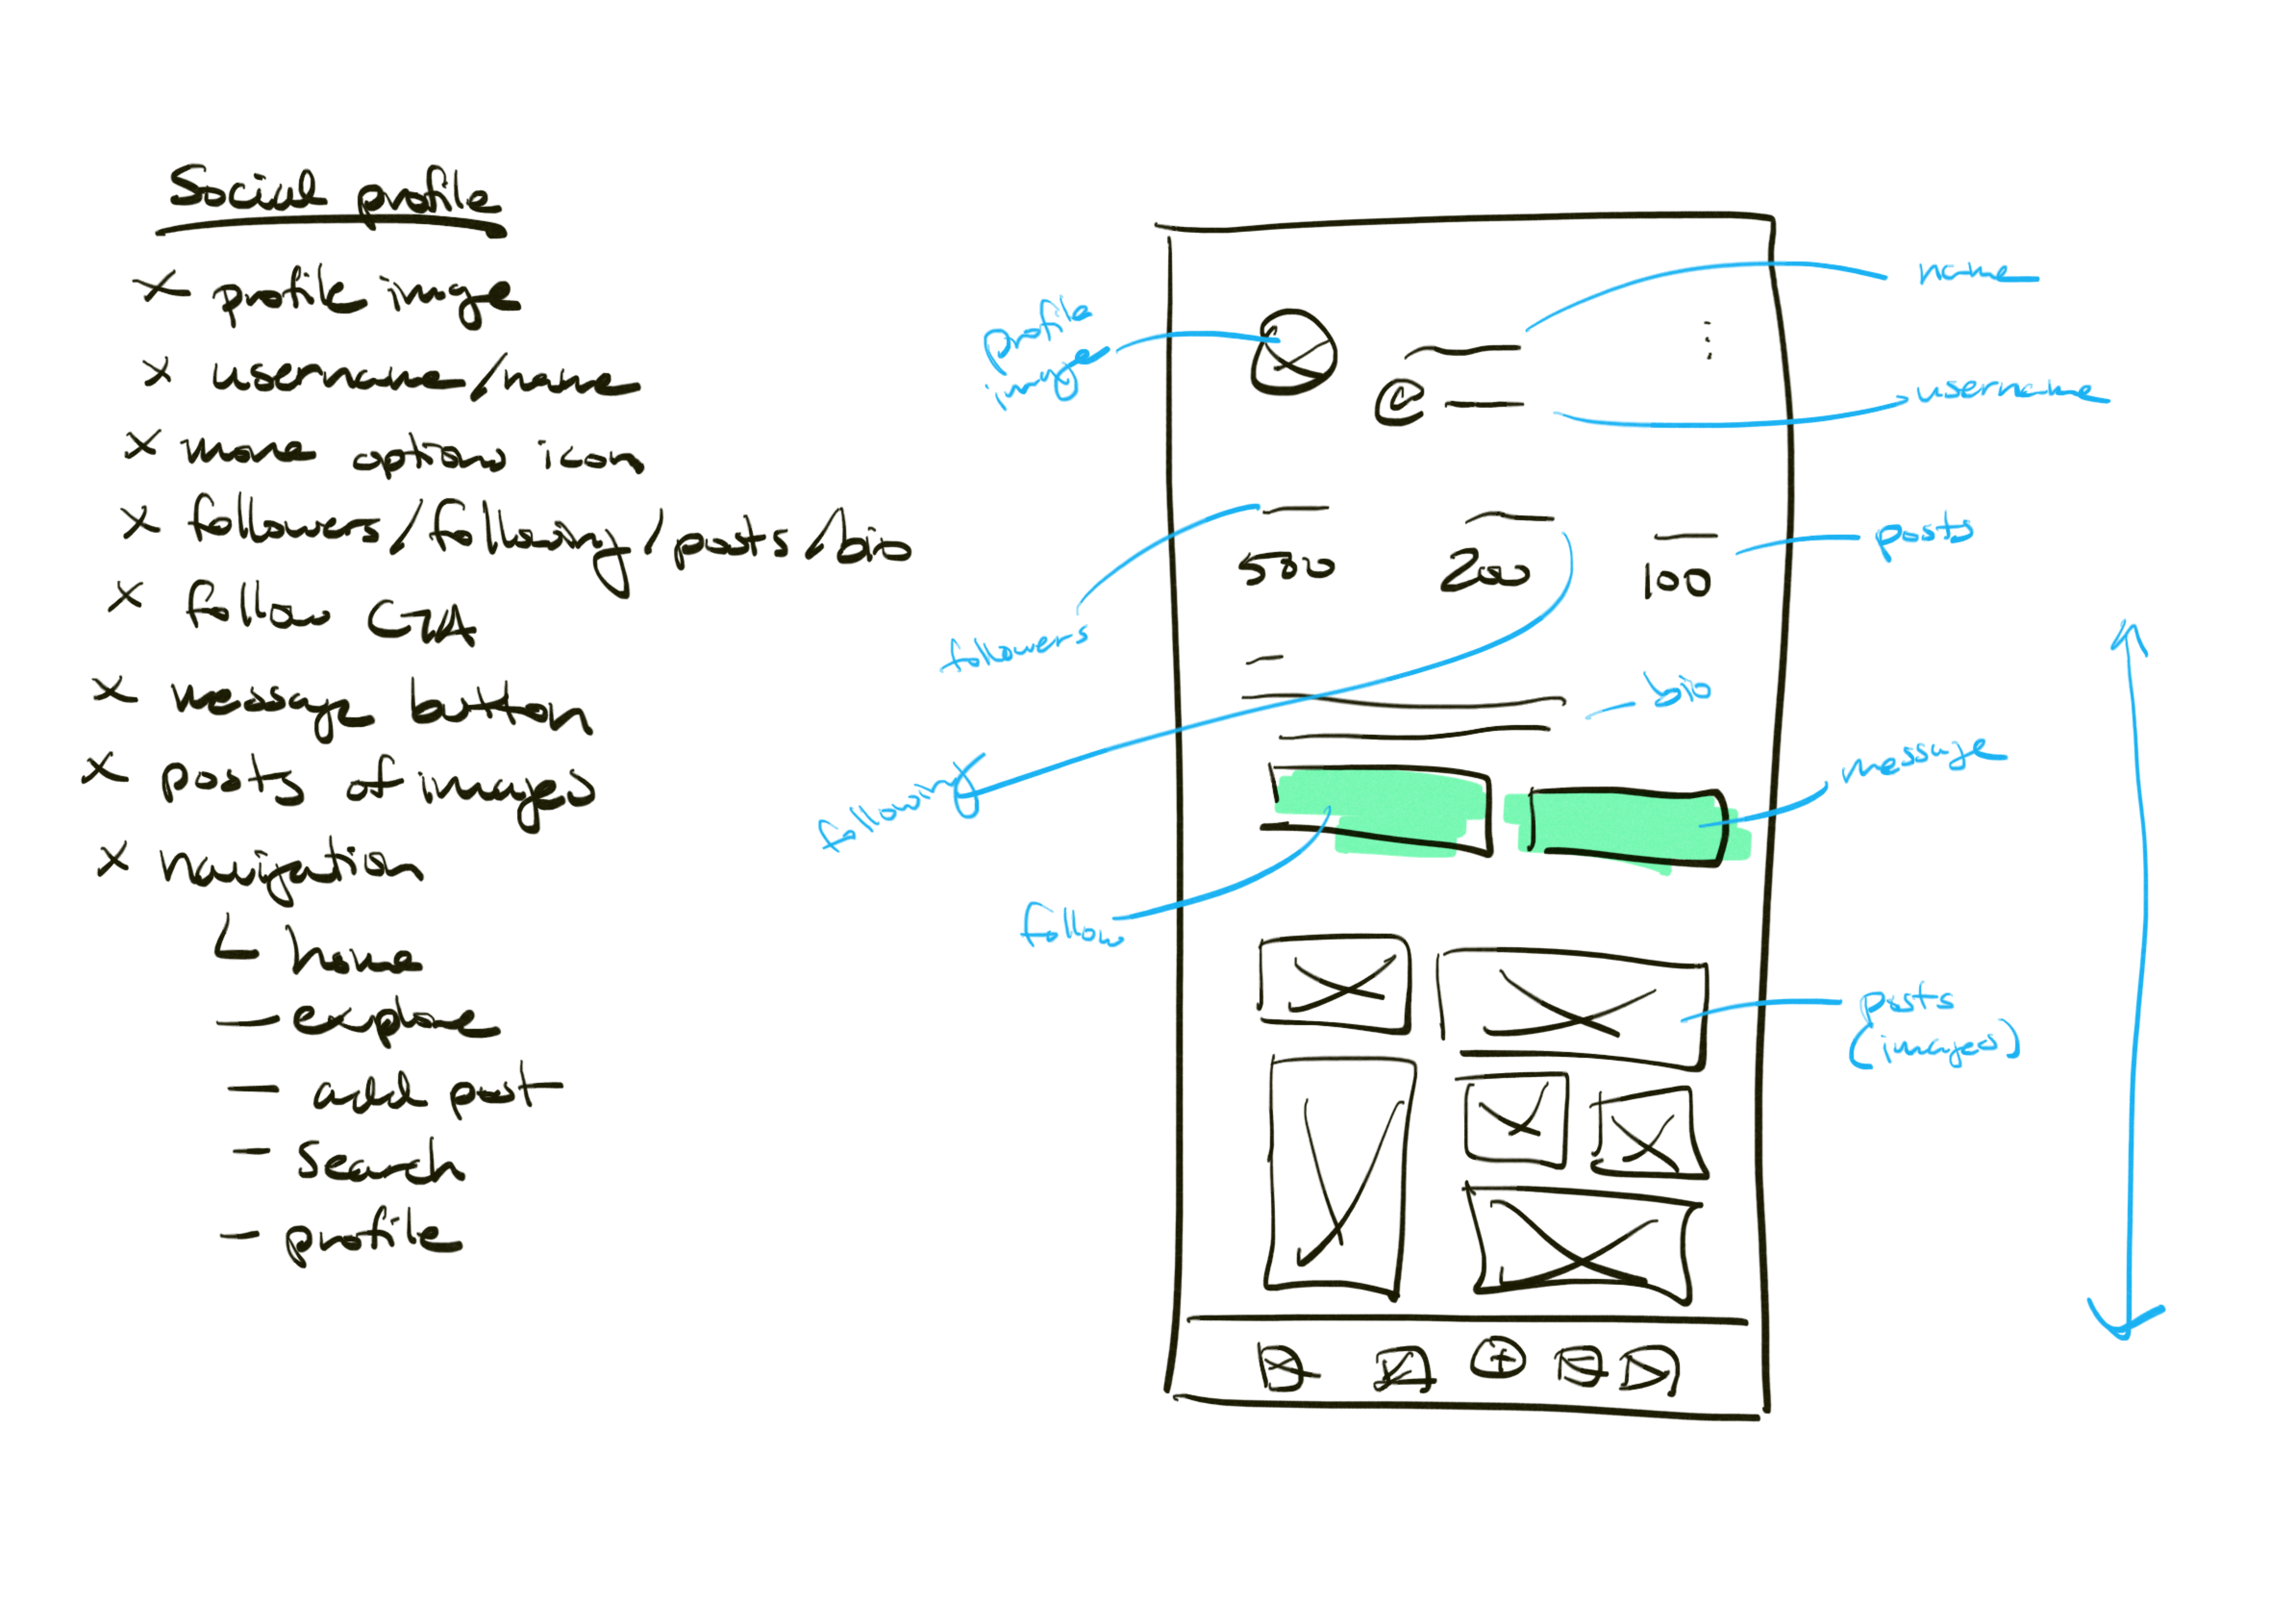 Social profile
x profile image
x username/name
x more options icon
x followers/following/posts/bio
x follow CTA
x message button
x posts of images
x navigation
home
- explore
- add post
- search
- profile
profile
image
name
@
username
followers
580
200
100
posts
bio
following
message
follow
posts
(images)